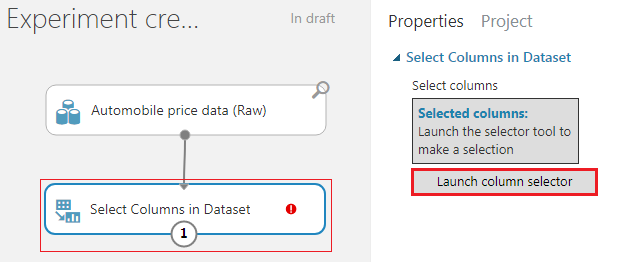 Experiment cre...
In draft
Automobile price data (Raw)
Select Columns in Dataset
1
Properties
Project
Select Columns in Dataset
Select columns
Selected columns:
Launch the selector tool to
make a selection
Launch column selector